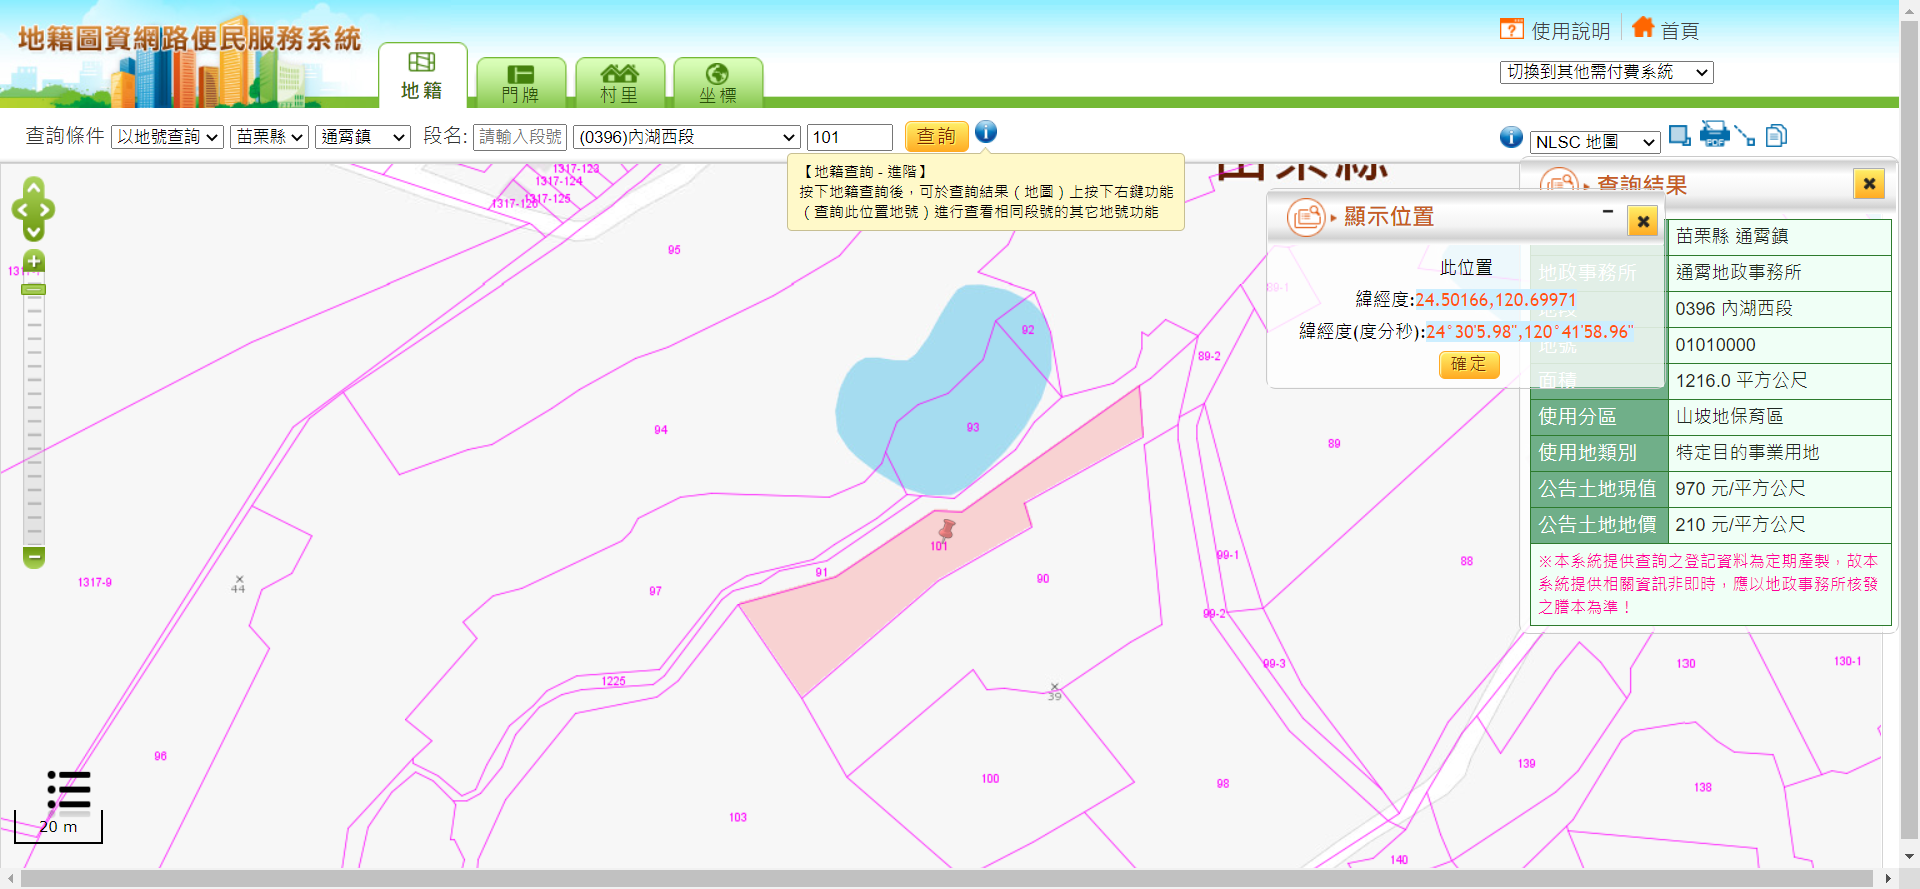 地籍圖資網路便民服務系統
地籍
門牌
村里
坐標
使用說明
首頁
切換到其他需付費系統
查詢條件
以地號查詢
苗栗縣
通霄鎮
段名:
請輸入段號
(0396)內湖西段
101
查詢
NLSC 地圖
PDF
【地籍查詢 - 進階】
按下地籍查詢後，可於查詢結果（地圖）上按下右鍵功能
（查詢此位置地號）進行查看相同段號的其它地號功能
苗栗縣
查詢結果
顯示位置
此位置
緯經度:24.50166,120.69971
緯經度(度分秒):24°30'5.98",120°41'58.96"
確定
苗栗縣 通霄鎮
地政事務所
通霄地政事務所
地段
0396 內湖西段
地號
01010000
面積
1216.0 平方公尺
使用分區
山坡地保育區
使用地類別
特定目的事業用地
公告土地現值
970 元/平方公尺
公告土地地價
210 元/平方公尺
※本系統提供查詢之登記資料為定期產製，故本
系統提供相關資訊非即時，應以地政事務所核發
之謄本為準！
1317-123
1317-124
1317-125
1317-126
95
92
89-1
89-2
93
94
89
101
91
90
99-1
88
97
1317-9
44
99-2
99-3
1225
39
130
130-1
96
100
98
139
138
103
140
20 m